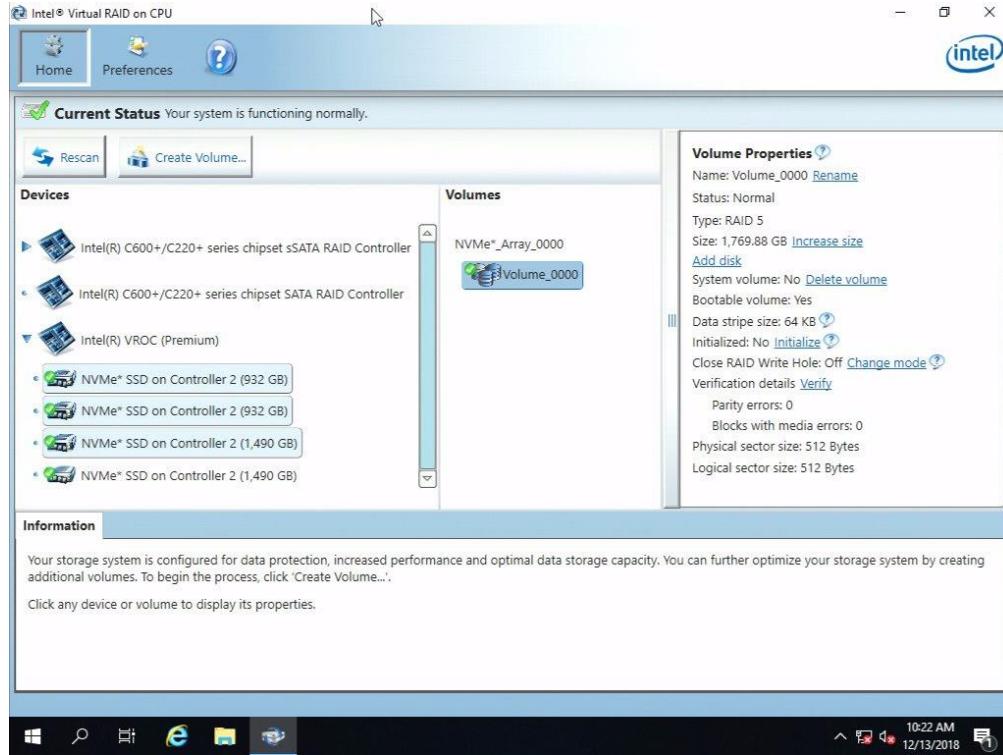 Intel® Virtual RAID on CPU
Home
Preferences
intel
Current Status Your system is functioning normally.
Rescan
Create Volume...
Devices
Intel(R) C600+/C220+ series chipset sSATA RAID Controller
Intel(R) C600+/C220+ series chipset SATA RAID Controller
Intel(R) VROC (Premium)
NVMe* SSD on Controller 2 (932 GB)
NVMe* SSD on Controller 2 (932 GB)
NVMe* SSD on Controller 2 (1,490 GB)
NVMe* SSD on Controller 2 (1,490 GB)
Volumes
NVMe*_Array_0000
Volume_0000
Volume Properties ?
Name: Volume_0000 Rename
Status: Normal
Type: RAID 5
Size: 1,769.88 GB Increase size
Add disk
System volume: No Delete volume
Bootable volume: Yes
Data stripe size: 64 KB ?
Initialized: No Initialize ?
Close RAID Write Hole: Off Change mode ?
Verification details Verify
Parity errors: 0
Blocks with media errors: 0
Physical sector size: 512 Bytes
Logical sector size: 512 Bytes
Information
Your storage system is configured for data protection, increased performance and optimal data storage capacity. You can further optimize your storage system by creating
additional volumes. To begin the process, click 'Create Volume...'.
Click any device or volume to display its properties.
10:22 AM
12/13/2018
1